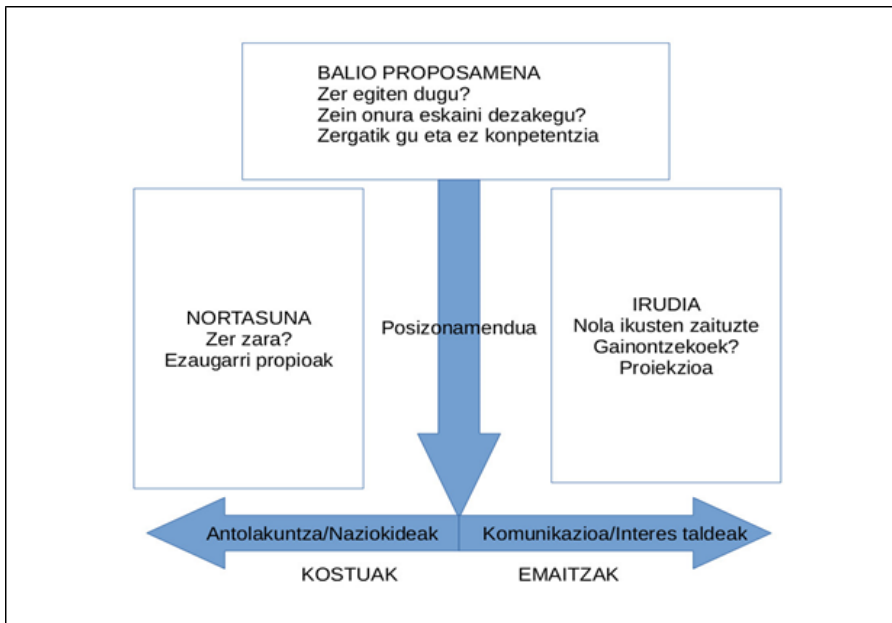 BALIO PROPOSAMENA
Zer egiten dugu?
Zein onura eskaini dezakegu?
Zergatik gu eta ez konpetentzia
NORTASUNA
Zer zara?
Ezaugarri propioak
Posizonamendua
IRUDIA
Nola ikusten zaituzte
Gainontzekoek?
Proiekzioa
Antolakuntza/Naziokideak
Komunikazioa/Interes taldeak
KOSTUAK
EMAITZAK